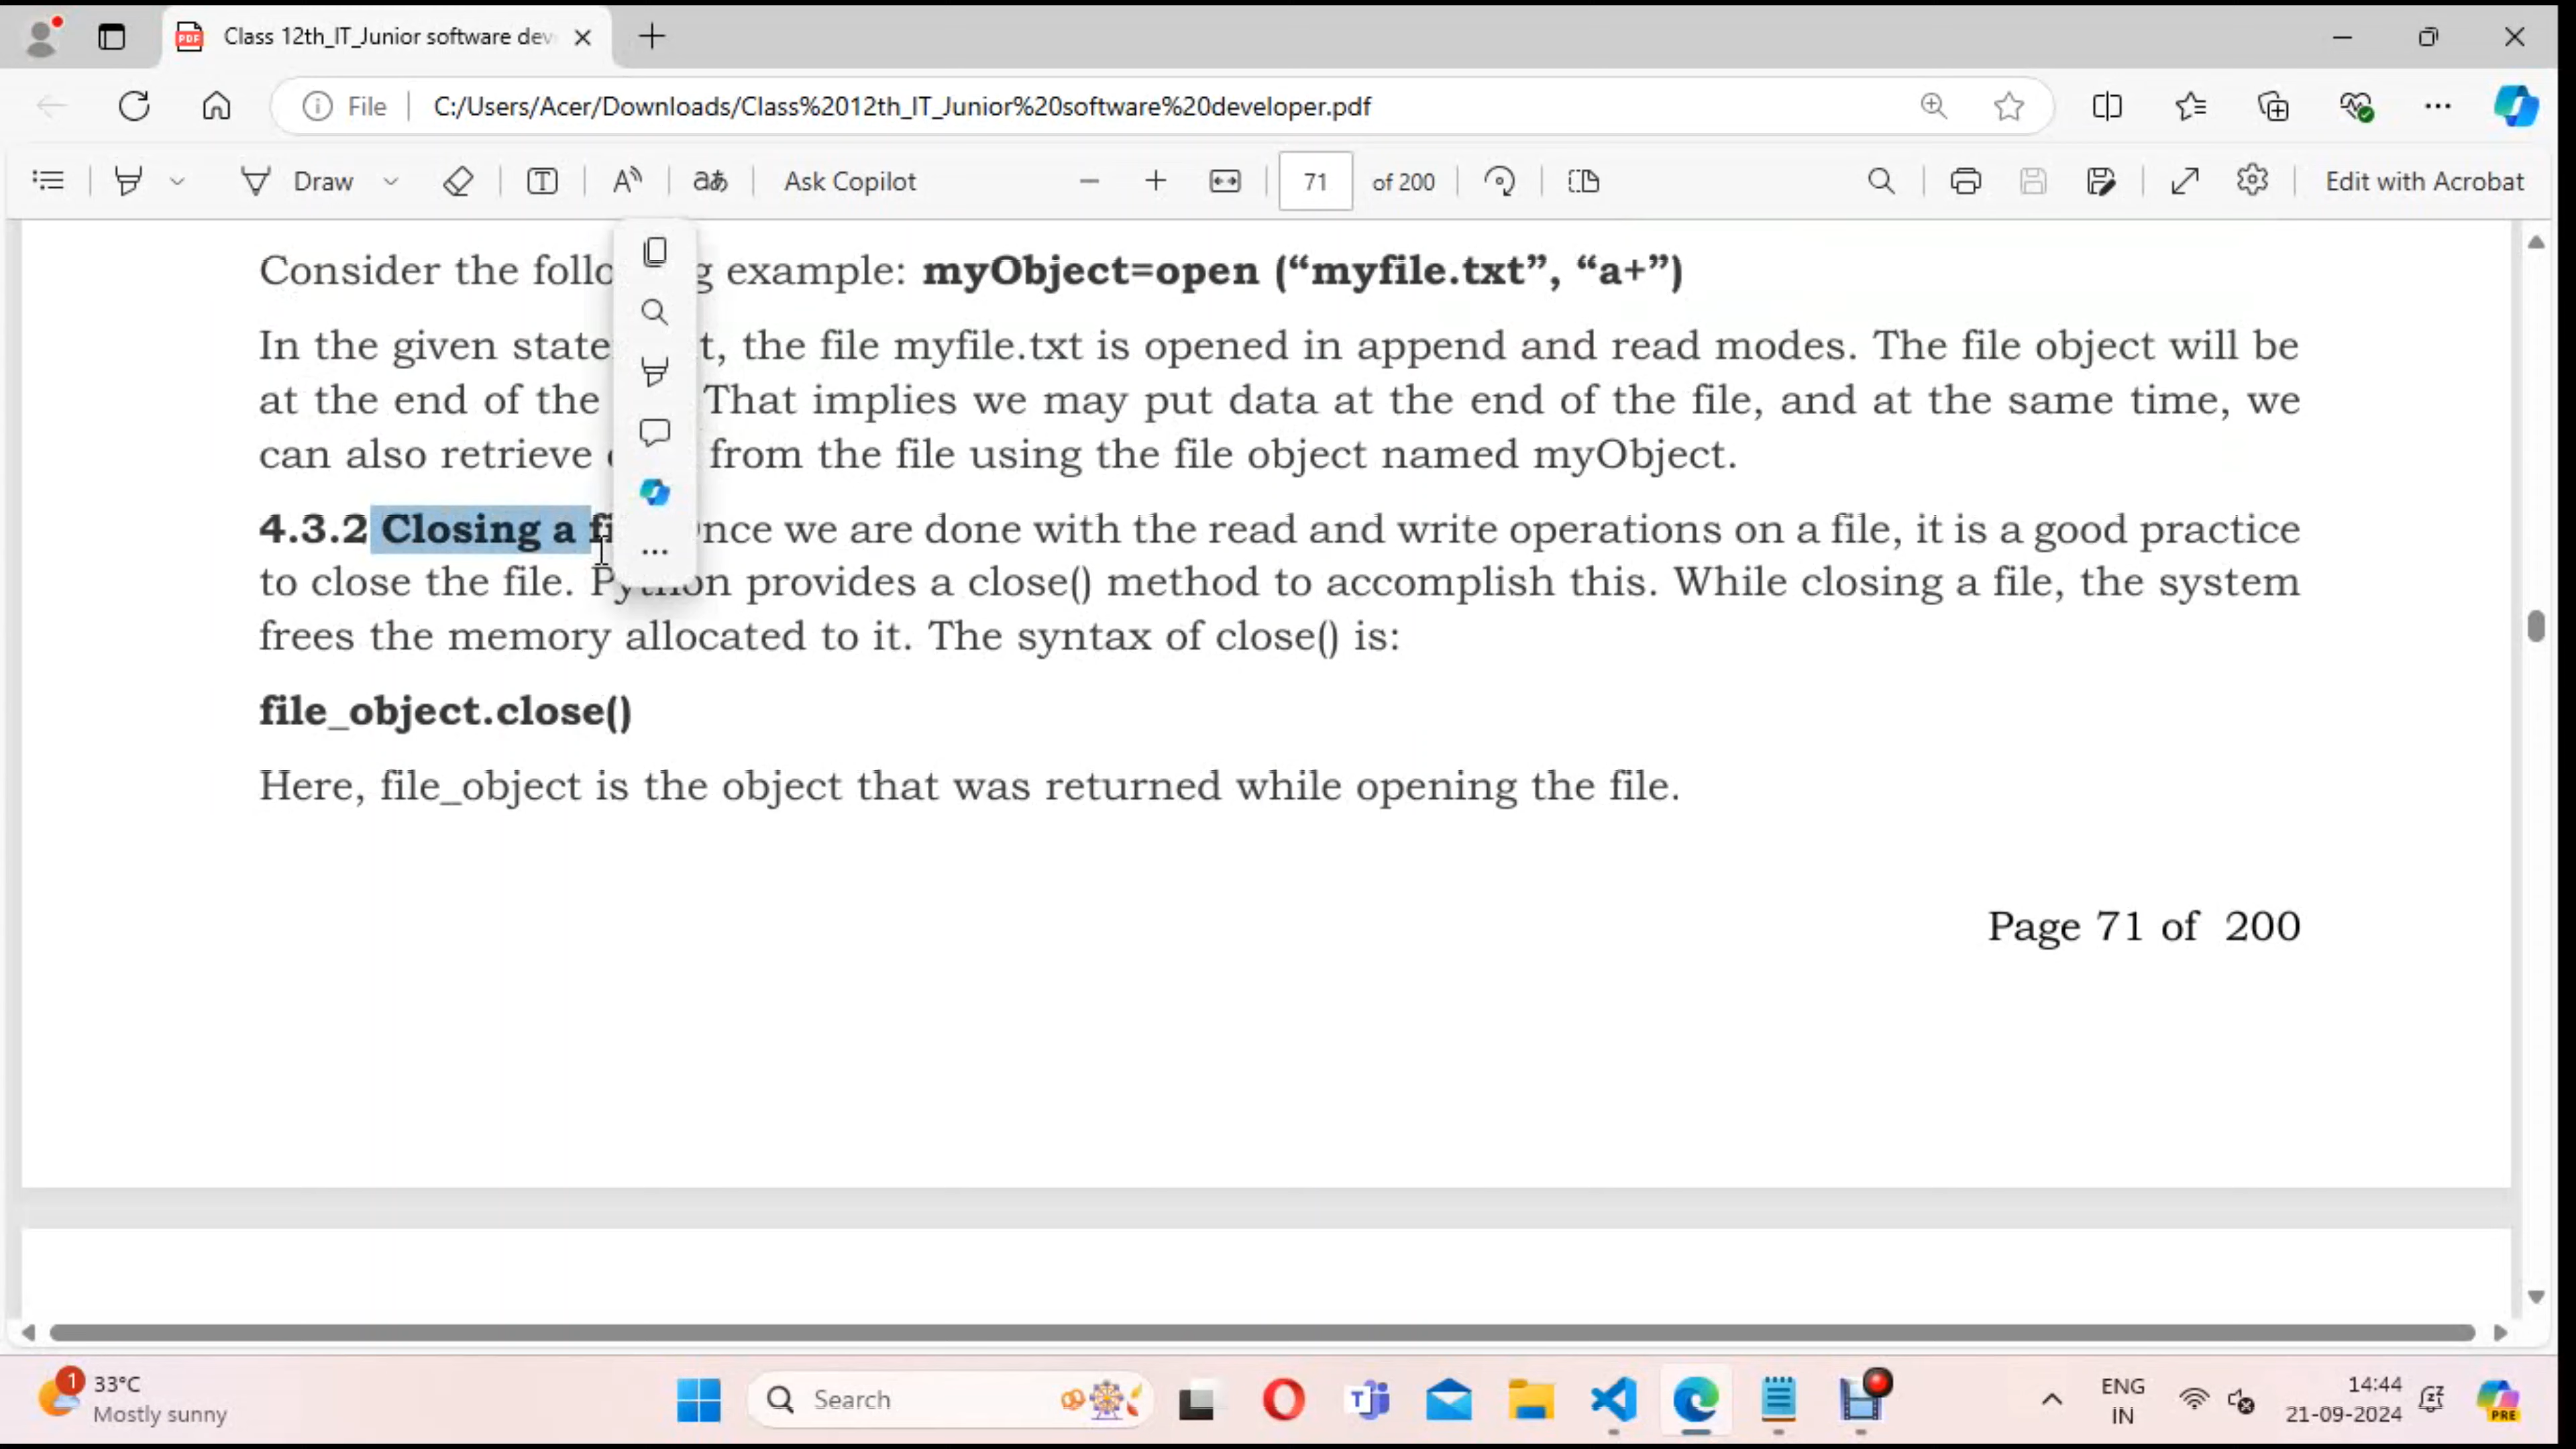 Class 12th_IT_Junior software dev
File C:/Users/Acer/Downloads/Class%2012th_IT_Junior%20software%20developer.pdf
Draw Ask Copilot 71 of 200 Edit with Acrobat
Consider the follo g example: myObject=open (“myfile.txt”, “a+”)
In the given state t, the file myfile.txt is opened in append and read modes. The file object will be
at the end of the That implies we may put data at the end of the file, and at the same time, we
can also retrieve from the file using the file object named myObject.
4.3.2 Closing a fi nce we are done with the read and write operations on a file, it is a good practice
to close the file. Python provides a close() method to accomplish this. While closing a file, the system
frees the memory allocated to it. The syntax of close() is:
file_object.close()
Here, file_object is the object that was returned while opening the file.
Page 71 of 200
1 33°C
Mostly sunny
Search
ENG
IN
14:44
21-09-2024
PRE